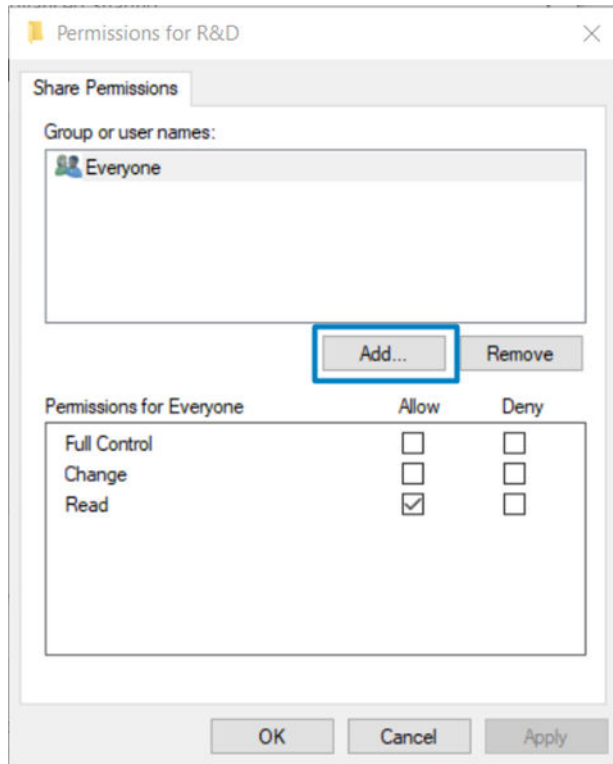 Permissions for R&D
Share Permissions
Group or user names:
Everyone
Add...
Remove
Permissions for Everyone Allow Deny
Full Control
Change
Read
OK Cancel Apply